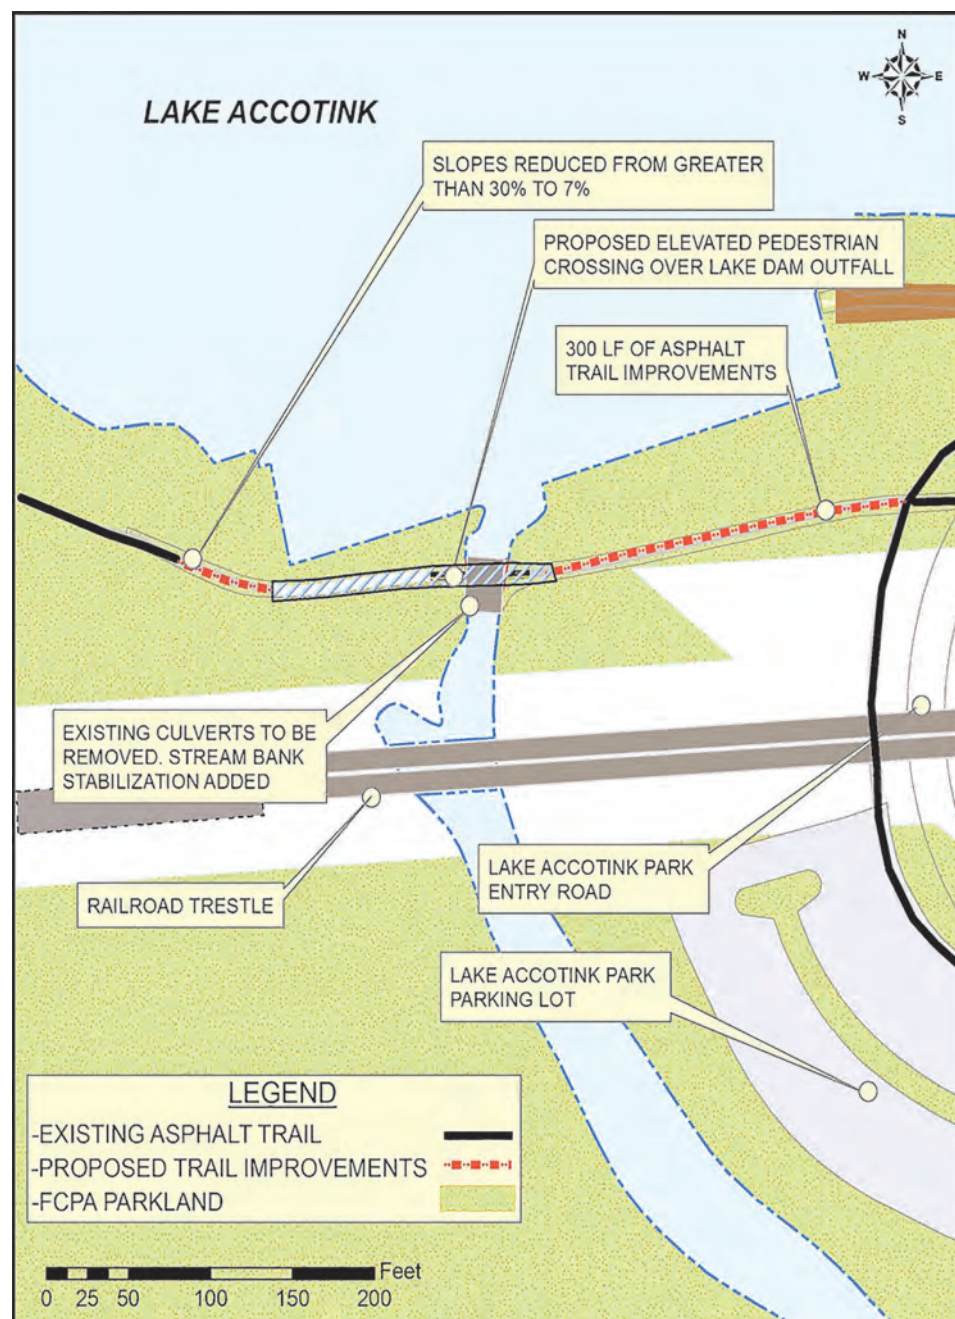 N
W E
S
LAKE ACCOTINK
SLOPES REDUCED FROM GREATER
THAN 30% TO 7%
PROPOSED ELEVATED PEDESTRIAN
CROSSING OVER LAKE DAM OUTFALL
300 LF OF ASPHALT
TRAIL IMPROVEMENTS
EXISTING CULVERTS TO BE
REMOVED. STREAM BANK
STABILIZATION ADDED
LAKE ACCOTINK PARK
ENTRY ROAD
RAILROAD TRESTLE
LAKE ACCOTINK PARK
PARKING LOT
LEGEND
-EXISTING ASPHALT TRAIL
-PROPOSED TRAIL IMPROVEMENTS
-FCPA PARKLAND
Feet
0 25 50 100 150 200